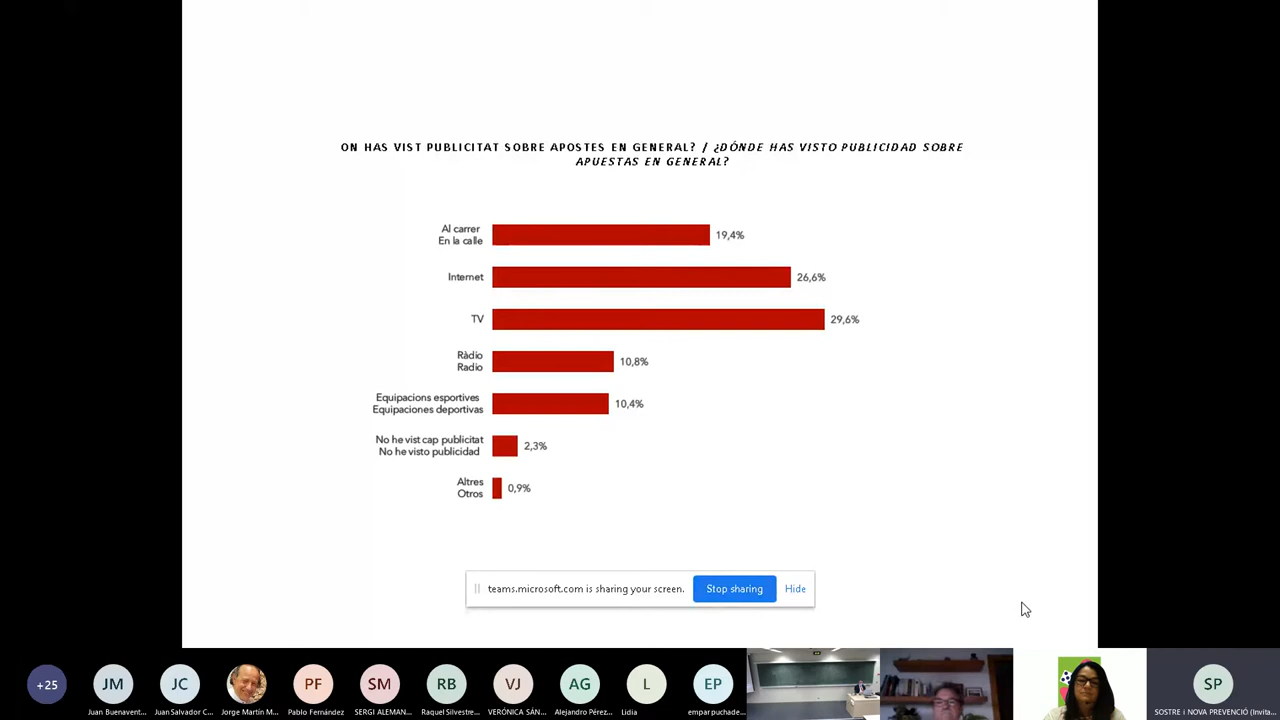 ON HAS VIST PUBLICITAT SOBRE APOSTES EN GENERAL? / ¿DÓNDE HAS VISTO PUBLICIDAD SOBRE
APUESTAS EN GENERAL?
Al carrer
En la calle
19,4%
Internet
26,6%
TV
29,6%
Ràdio
Radio
10,8%
Equipacions esportives
Equipaciones deportivas
10,4%
No he vist cap publicitat
No he visto publicidad
2,3%
Altres
Otros
0,9%
teams.microsoft.com is sharing your screen.
Stop sharing
Hide
+25
JM
JC
PF
SM
RB
VJ
AG
L
EP
SP
Juan Buenavent...
Juan Salvador C...
Jorge Martín M...
Pablo Fernández
SERGI ALEMAN...
Raquel Silvestre...
VERÓNICA SÁN...
Alejandro Pérez...
Lidia
empar puchade...
SOSTRE i NOVA PREVENCIÓ (Invita...